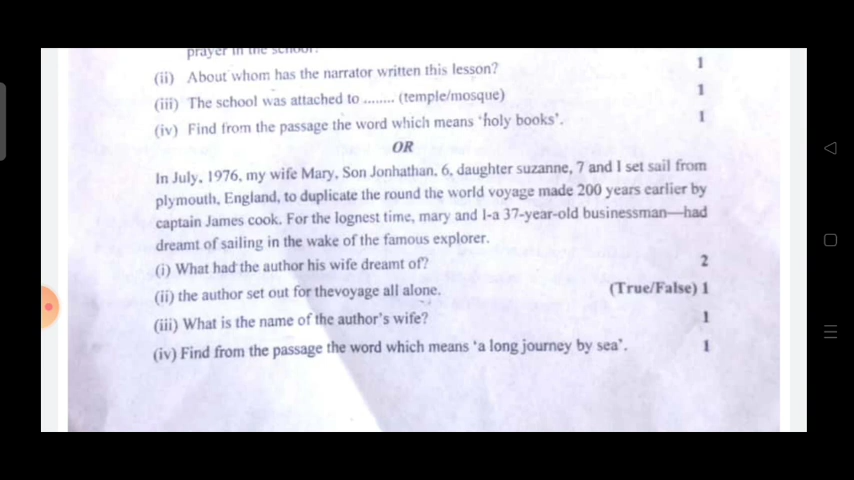 prayer in the school?
(ii) About whom has the narrator written this lesson? 1
(iii) The school was attached to ........ (temple/mosque) 1
(iv) Find from the passage the word which means 'holy books'. 1
OR
In July, 1976, my wife Mary, Son Jonhathan, 6, daughter suzanne, 7 and I set sail from
plymouth, England, to duplicate the round the world voyage made 200 years earlier by
captain James cook. For the lognest time, mary and I-a 37-year-old businessman—had
dreamt of sailing in the wake of the famous explorer.
(i) What had the author his wife dreamt of? 2
(ii) the author set out for thevoyage all alone. (True/False) 1
(iii) What is the name of the author's wife? 1
(iv) Find from the passage the word which means 'a long journey by sea'. 1